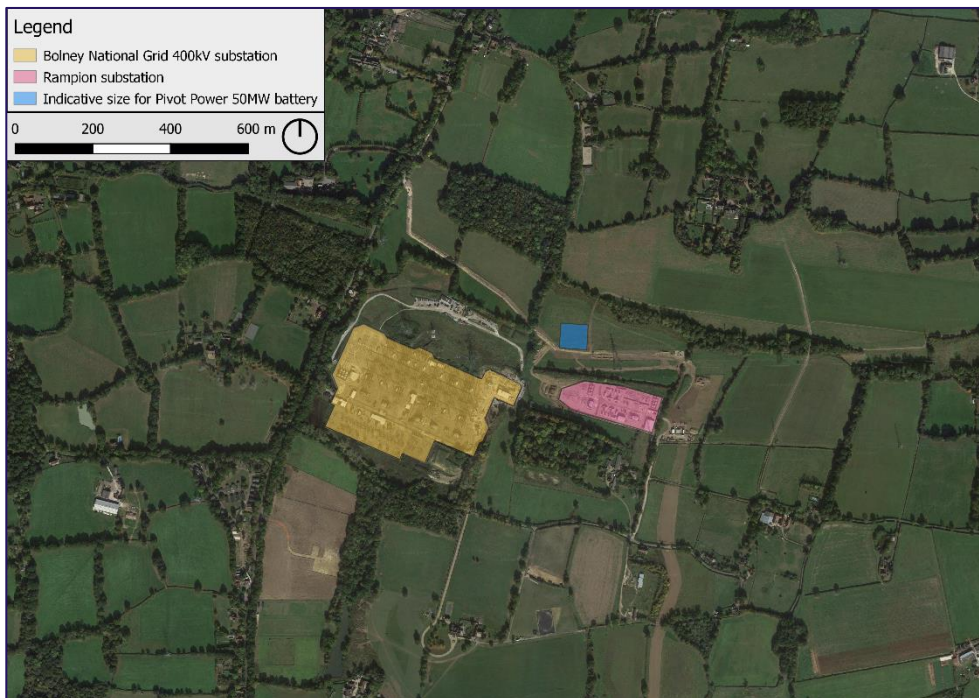 Legend
Bolney National Grid 400kV substation
Rampion substation
Indicative size for Pivot Power 50MW battery
0 200 400 600 m